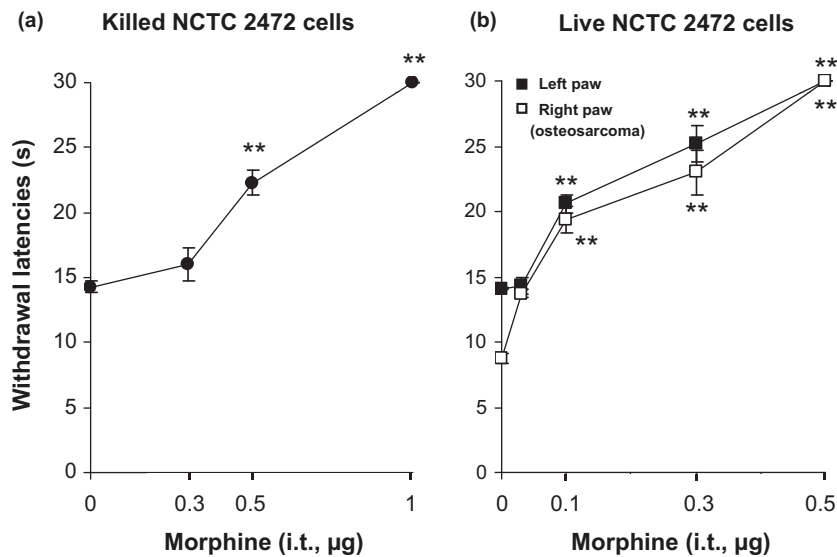 (a) Killed NCTC 2472 cells
**
**
30
25
20
15
10
5
0
Withdrawal latencies (s)
0 0.3 0.5 1
Morphine (i.t., µg)
(b) Live NCTC 2472 cells
Left paw
Right paw
(osteosarcoma)
**
**
**
**
**
**
30
25
20
15
10
5
0
0 0.1 0.3 0.5
Morphine (i.t., µg)